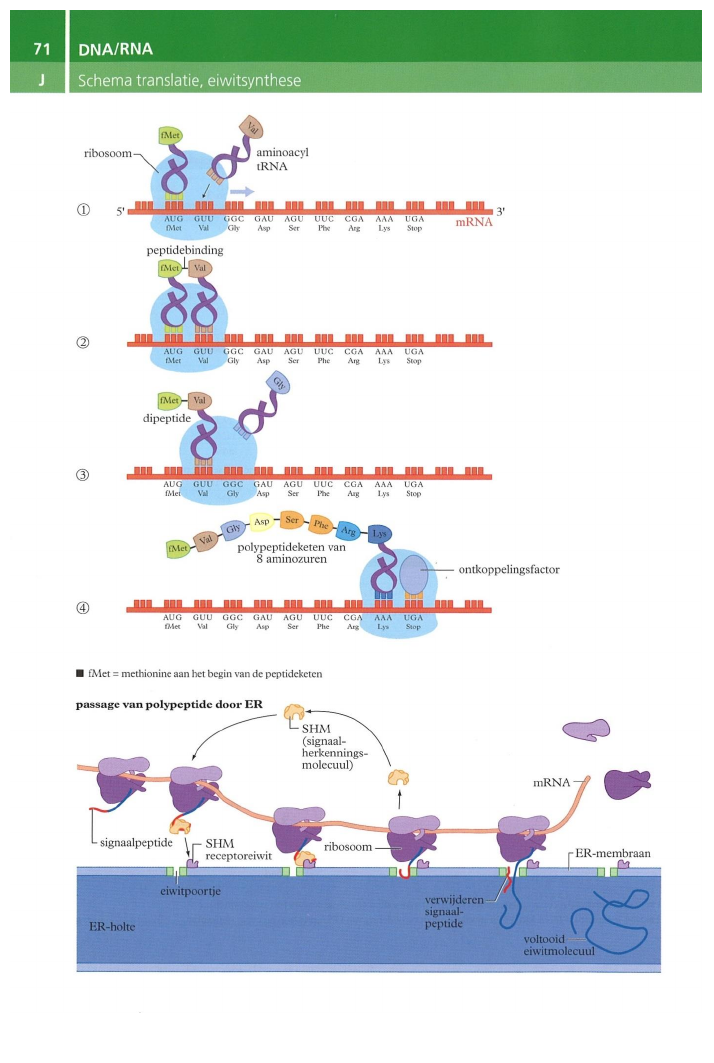 71 DNA/RNA
J Schema translatie, eiwitsynthese
fMet
Val
ribosoom
aminoacyl
tRNA
① 5' 3'
AUG GUU GGC GAU AGU UUC CGA AAA UGA
mRNA
fMet Val Gly Asp Ser Phe Arg Lys Stop
peptidebinding
fMet Val
②
AUG GUU GGC GAU AGU UUC CGA AAA UGA
fMet Val Gly Asp Ser Phe Arg Lys Stop
Gly
fMet Val
dipeptide
③
AUG GUU GGC GAU AGU UUC CGA AAA UGA
fMet Val Gly Asp Ser Phe Arg Lys Stop
fMet Val Gly Asp Ser Phe Arg Lys
polypeptideketen van
8 aminozuren
ontkoppelingsfactor
④
AUG GUU GGC GAU AGU UUC CGA AAA UGA
fMet Val Gly Asp Ser Phe Arg Lys Stop
■ fMet = methionine aan het begin van de peptideketen
passage van polypeptide door ER
SHM
(signaal-
herkennings-
molecuul)
mRNA
signaalpeptide
SHM
receptoreiwit
ribosoom
ER-membraan
eiwitpoortje
verwijderen
signaal-
peptide
ER-holte
voltooid
eiwitmolecuul